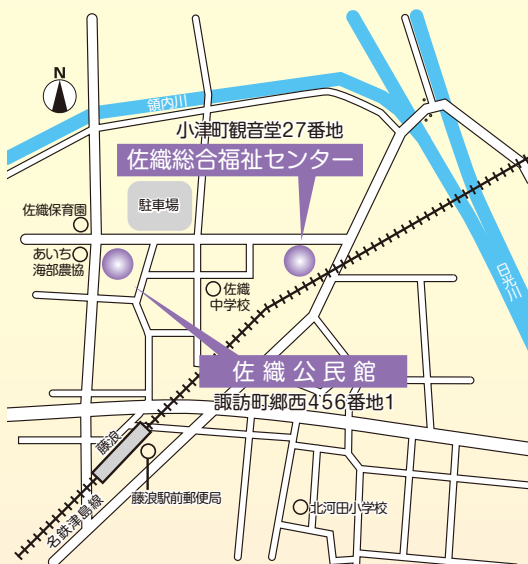 N
領内川
小津町観音堂27番地
佐織総合福祉センター
駐車場
佐織保育園
あいち
海部農協
佐織
中学校
日光川
佐織公民館
諏訪町郷西456番地1
藤浪
藤浪駅前郵便局
名鉄津島線
北河田小学校